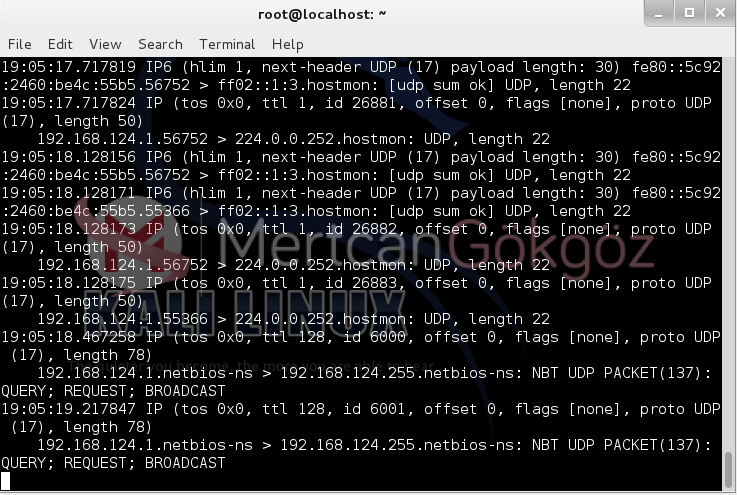 root@localhost: ~
File Edit View Search Terminal Help
19:05:17.717819 IP6 (hlim 1, next-header UDP (17) payload length: 30) fe80::5c92
:2460:be4c:55b5.56752 > ff02::1:3.hostmon: [udp sum ok] UDP, length 22
19:05:17.717824 IP (tos 0x0, ttl 1, id 26881, offset 0, flags [none], proto UDP
(17), length 50)
192.168.124.1.56752 > 224.0.0.252.hostmon: UDP, length 22
19:05:18.128156 IP6 (hlim 1, next-header UDP (17) payload length: 30) fe80::5c92
:2460:be4c:55b5.56752 > ff02::1:3.hostmon: [udp sum ok] UDP, length 22
19:05:18.128171 IP6 (hlim 1, next-header UDP (17) payload length: 30) fe80::5c92
:2460:be4c:55b5.55366 > ff02::1:3.hostmon: [udp sum ok] UDP, length 22
19:05:18.128174 IP (tos 0x0, ttl 1, id 26882, offset 0, flags [none], proto UDP
(17), length 50)
MertcanGökgöz
192.168.124.1.56752 > 224.0.0.252.hostmon: UDP, length 22
19:05:18.128175 IP (tos 0x0, ttl 1, id 26883, offset 0, flags [none], proto UDP
(17), length 50)
KALI LINUX
192.168.124.1.55366 > 224.0.0.252.hostmon: UDP, length 22
19:05:18.467258 IP (tos 0x0, ttl 128, id 6000, offset 0, flags [none], proto UDP
(17), length 78)
192.168.124.1.netbios-ns > 192.168.124.255.netbios-ns: NBT UDP PACKET(137):
QUERY; REQUEST; BROADCAST
19:05:19.217847 IP (tos 0x0, ttl 128, id 6001, offset 0, flags [none], proto UDP
(17), length 78)
192.168.124.1.netbios-ns > 192.168.124.255.netbios-ns: NBT UDP PACKET(137):
QUERY; REQUEST; BROADCAST